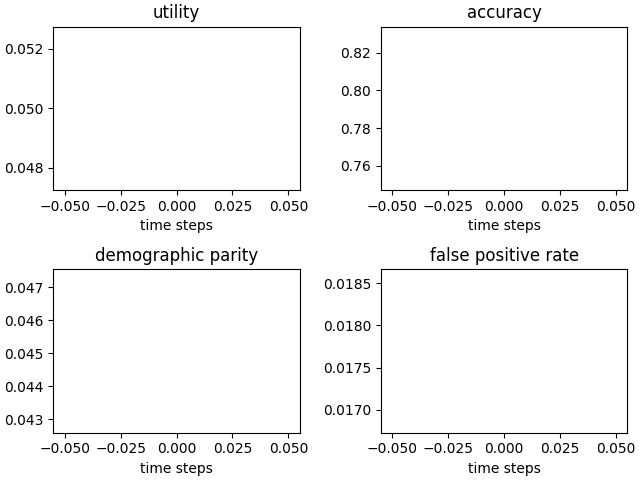 utility
0.052
0.050
0.048
−0.050 −0.025 0.000 0.025 0.050
time steps
accuracy
0.82
0.80
0.78
0.76
−0.050 −0.025 0.000 0.025 0.050
time steps
demographic parity
0.047
0.046
0.045
0.044
0.043
−0.050 −0.025 0.000 0.025 0.050
time steps
false positive rate
0.0185
0.0180
0.0175
0.0170
−0.050 −0.025 0.000 0.025 0.050
time steps